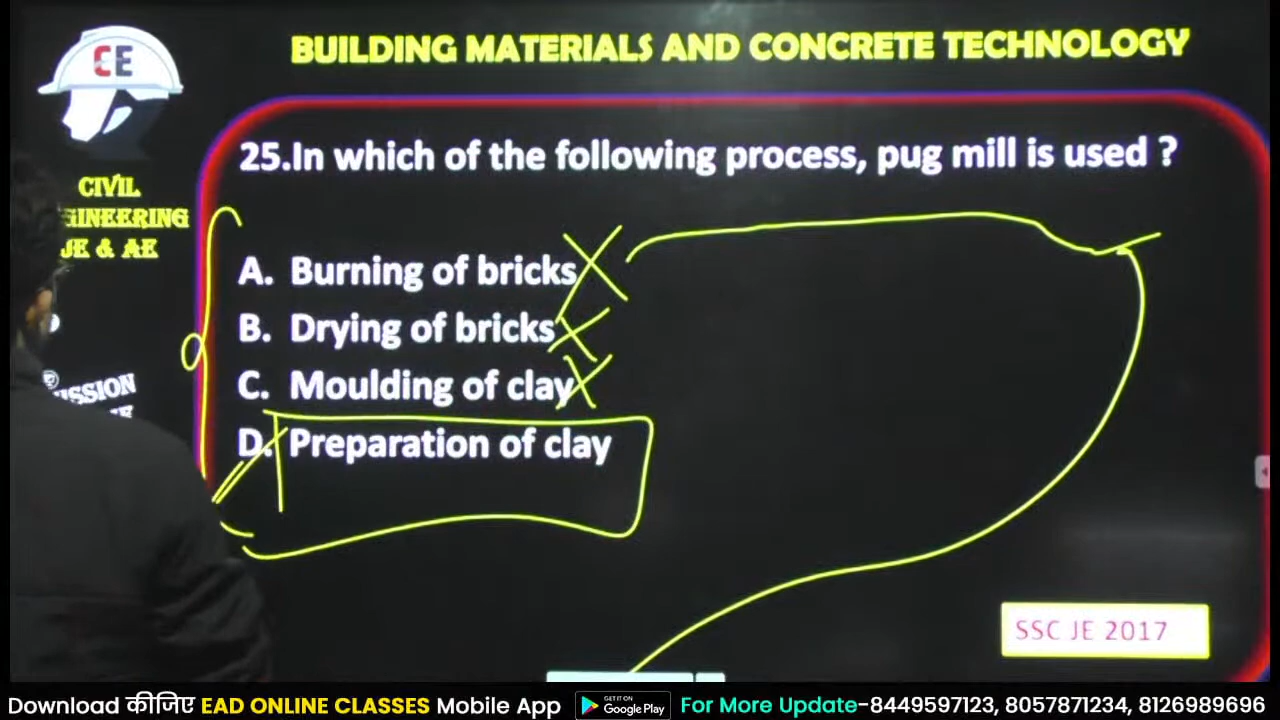 CE
BUILDING MATERIALS AND CONCRETE TECHNOLOGY
25.In which of the following process, pug mill is used ?
CIVIL
GINEERING
JE & AE
A. Burning of bricks
B. Drying of bricks
C. Moulding of clay
D. Preparation of clay
SSION
SSC JE 2017
Download कीजिए EAD ONLINE CLASSES Mobile App
GET IT ON
Google Play
For More Update-8449597123, 8057871234, 8126989696